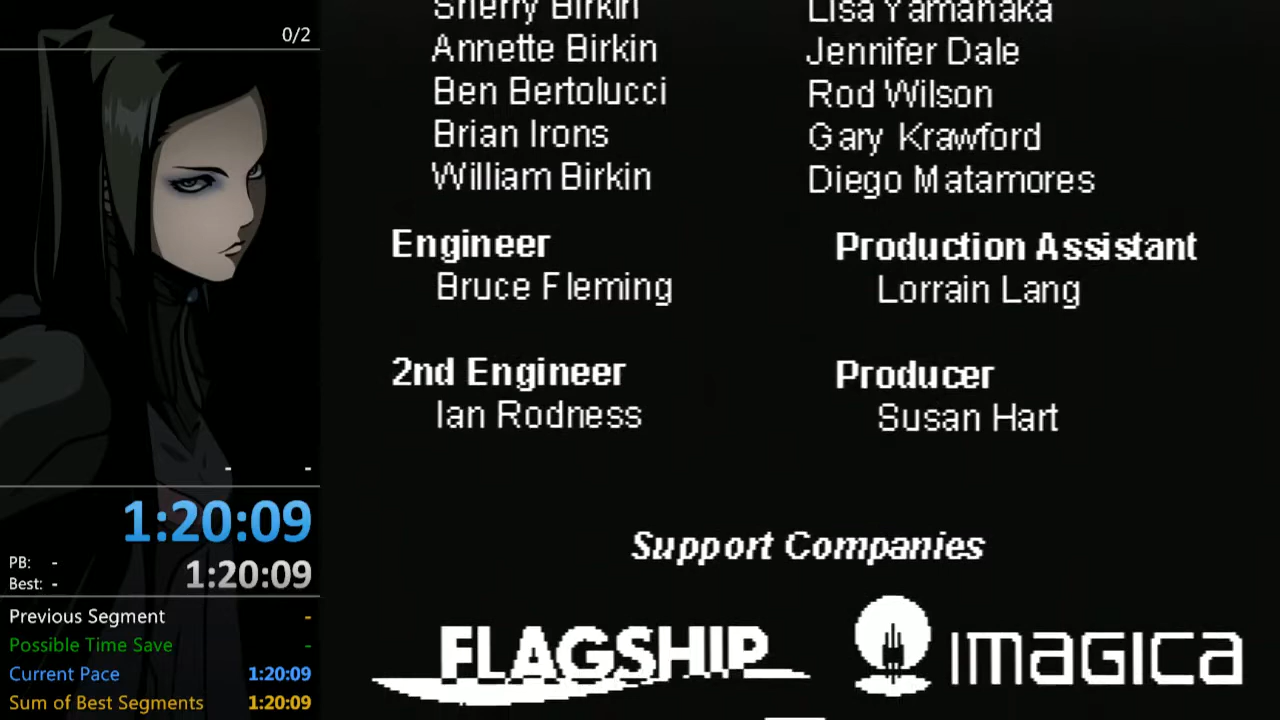 0/2
Sherry Birkin Lisa Yamanaka
Annette Birkin Jennifer Dale
Ben Bertolucci Rod Wilson
Brian Irons Gary Krawford
William Birkin Diego Matamores
Engineer Production Assistant
Bruce Fleming Lorrain Lang
2nd Engineer Producer
Ian Rodness Susan Hart
Support Companies
FLAGSHIP IMAGICA
- -
1:20:09
PB: -
Best: -
1:20:09
Previous Segment -
Possible Time Save -
Current Pace 1:20:09
Sum of Best Segments 1:20:09